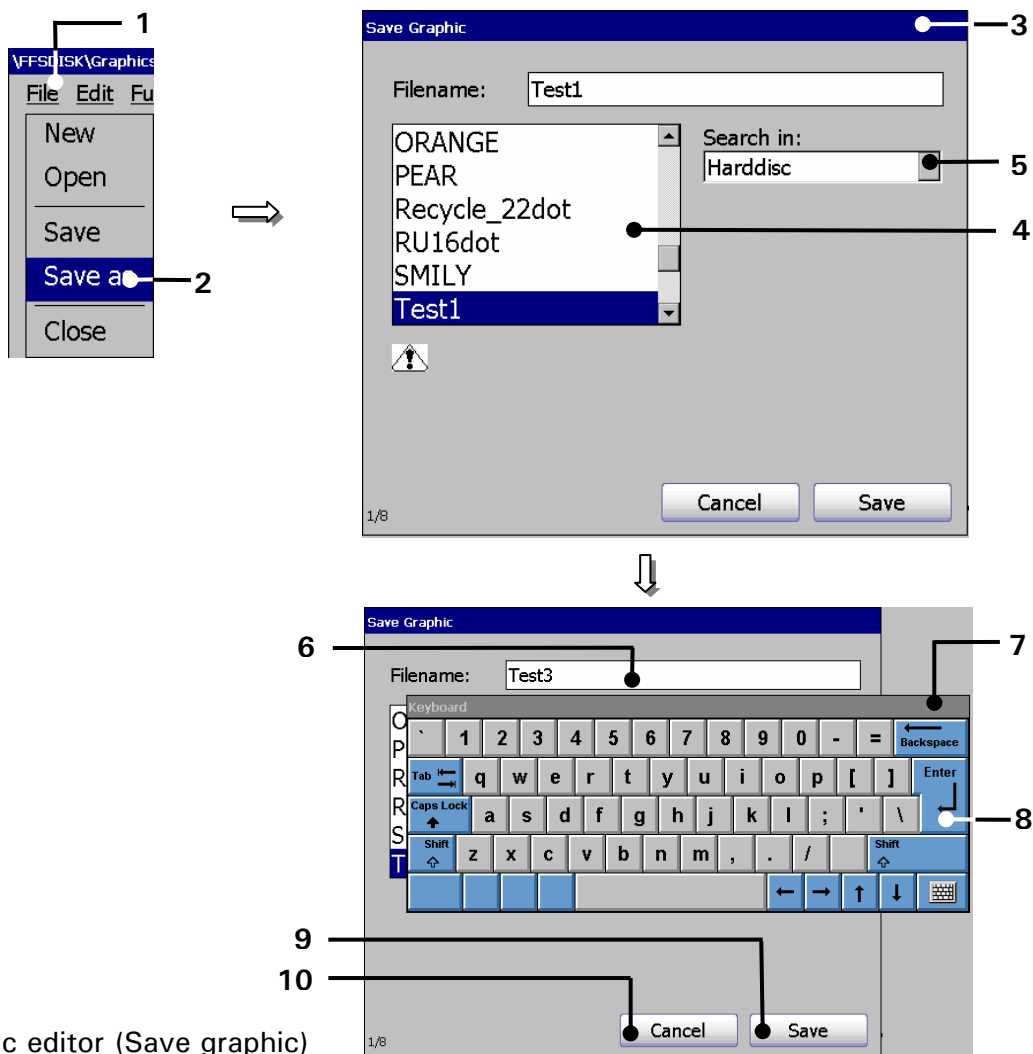 1
\FFSDISK\Graphics
File Edit Fu
New
Open
Save
Save as
2
Close
Save Graphic
3
Filename: Test1
ORANGE
PEAR
Recycle_22dot
RU16dot
SMILY
Test1
Search in:
Harddisc
5
4
Cancel Save
1/8
Save Graphic
6
7
Filename: Test3
O
P
R
R
S
T
Keyboard
` 1 2 3 4 5 6 7 8 9 0 - = Backspace
Tab q w e r t y u i o p [ ] Enter
Caps Lock a s d f g h j k l ; ' \
8
Shift z x c v b n m , . / Shift
9
10
Cancel Save
1/8
c editor (Save graphic)